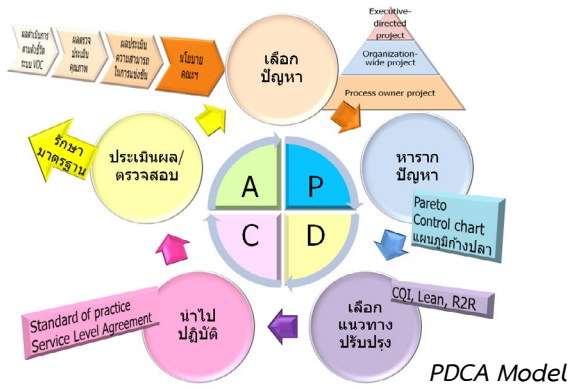 ผลดำเนินการ
ตามตัวชี้วัด
ระบบ VOC
ผลตรวจ
ประเมิน
คุณภาพ
ผลประเมิน
ความสามารถ
ในการแข่งขัน
นโยบาย
คณะฯ
เลือก
ปัญหา
Executive-
directed
project
Organization-
wide project
Process owner project
หาราก
ปัญหา
Pareto
Control chart
แผนภูมิก้างปลา
เลือก
แนวทาง
ปรับปรุง
CQI, Lean, R2R
นำไป
ปฏิบัติ
Standard of practice
Service Level Agreement
ประเมินผล/
ตรวจสอบ
รักษา
มาตรฐาน
A
P
C
D
PDCA Model